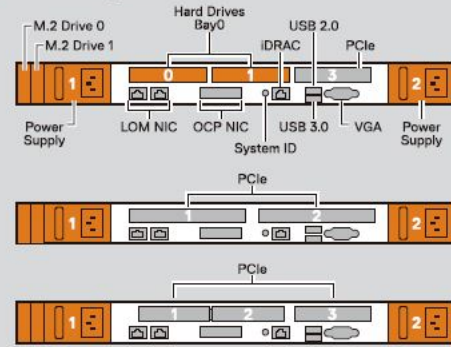 Hard Drives
Bay0
M.2 Drive 0
M.2 Drive 1
USB 2.0
iDRAC
PCIe
1
0
1
3
2
Power
Supply
LOM NIC
OCP NIC
System ID
USB 3.0
VGA
Power
Supply
PCIe
1
1
2
2
PCIe
1
1
2
3
2